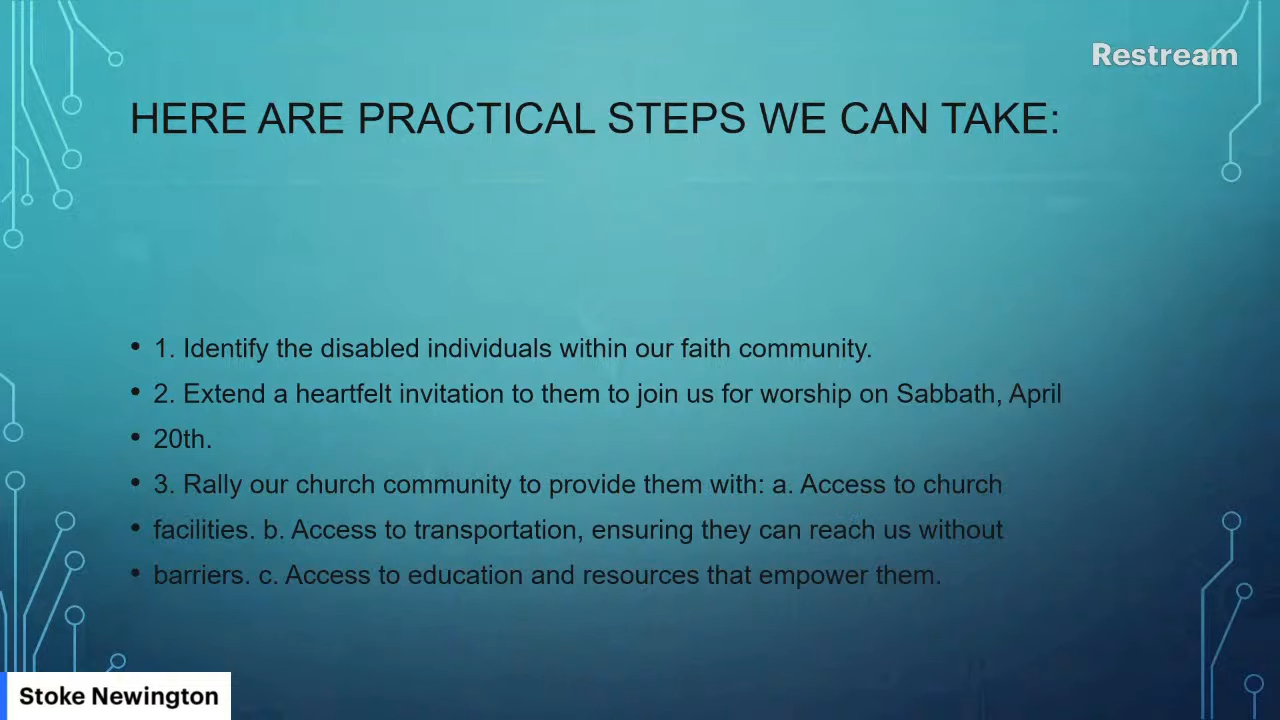 Restream
HERE ARE PRACTICAL STEPS WE CAN TAKE:
• 1. Identify the disabled individuals within our faith community.
• 2. Extend a heartfelt invitation to them to join us for worship on Sabbath, April
• 20th.
• 3. Rally our church community to provide them with: a. Access to church
• facilities. b. Access to transportation, ensuring they can reach us without
• barriers. c. Access to education and resources that empower them.
Stoke Newington